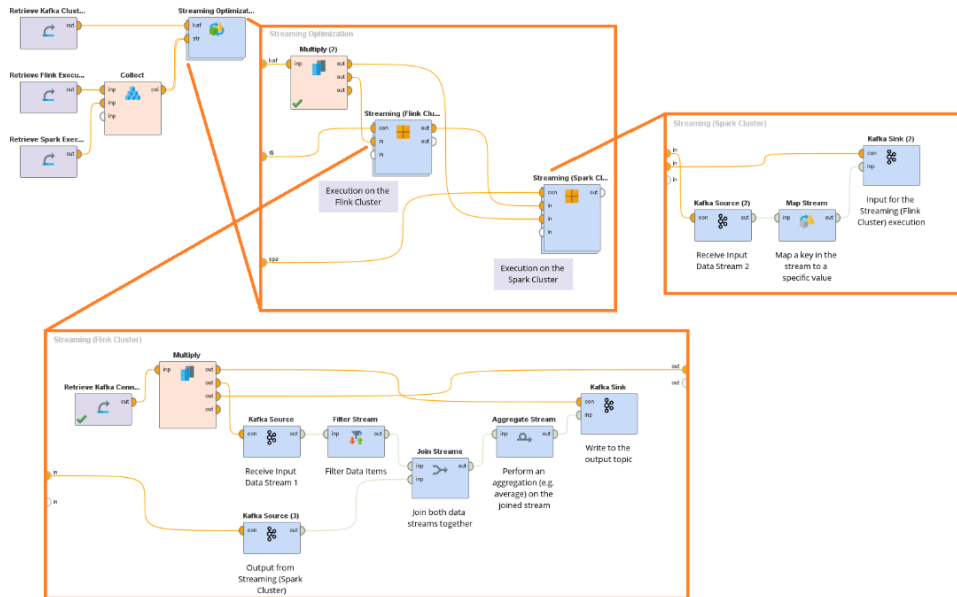 Retrieve Kafka Clust...
out
Streaming Optimizat...
kaf
str
Retrieve Flink Execu...
out
Collect
inp
inp
inp
col
Retrieve Spark Exec...
out
Streaming Optimization
kaf
Multiply (2)
inp
out
out
out
Streaming (Flink Clu...
con
in
in
out
out
Execution on the
Flink Cluster
Streaming (Spark Cl...
con
in
in
in
out
spa
Execution on the
Spark Cluster
Streaming (Spark Cluster)
in
in
in
Kafka Sink (2)
con
inp
Input for the
Streaming (Flink
Cluster) execution
Kafka Source (2)
con
out
Receive Input
Data Stream 2
Map Stream
inp
out
Map a key in the
stream to a
specific value
Streaming (Flink Cluster)
Multiply
inp
out
out
out
out
out
out
Retrieve Kafka Conn...
out
Kafka Source
con
out
Receive Input
Data Stream 1
Filter Stream
inp
out
Filter Data Items
Join Streams
inp
inp
out
Join both data
streams together
Aggregate Stream
inp
out
Perform an
aggregation (e.g.
average) on the
joined stream
Kafka Sink
con
inp
Write to the
output topic
in
in
Kafka Source (3)
con
out
Output from
Streaming (Spark
Cluster)